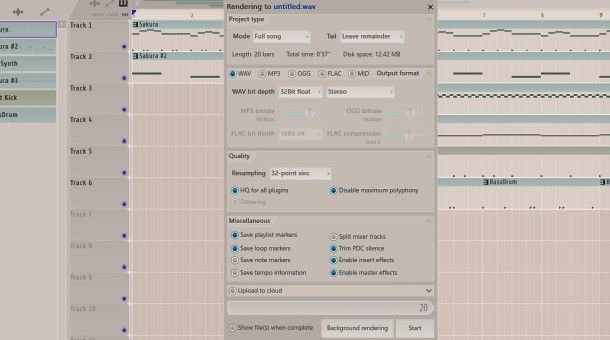 Rendering to untitled.wav
Project type
Mode Full song Tail Leave remainder
Length: 20 bars Total time: 0'37" Disk space: 12.42 MB
WAV MP3 OGG FLAC MID Output format
WAV bit depth 32Bit float Stereo
MP3 bitrate OGG bitrate
FLAC bit depth 16Bit int FLAC compression
level 5
Quality
Resampling 32-point sinc
HQ for all plugins Disable maximum polyphony
Dithering
Miscellaneous
Save playlist markers Split mixer tracks
Save loop markers Trim PDC silence
Save note markers Enable insert effects
Save tempo information Enable master effects
Upload to cloud
20
Show file(s) when complete Background rendering Start
Track 1
Sakura
Track 2
Sakura #2
Track 3
Track 4
Track 5
Track 6
BassDrum
Track 7
Track 8
Track 9
Track 10
ura
ura #2
Synth
ura #3
t Kick
sDrum
7
8
9